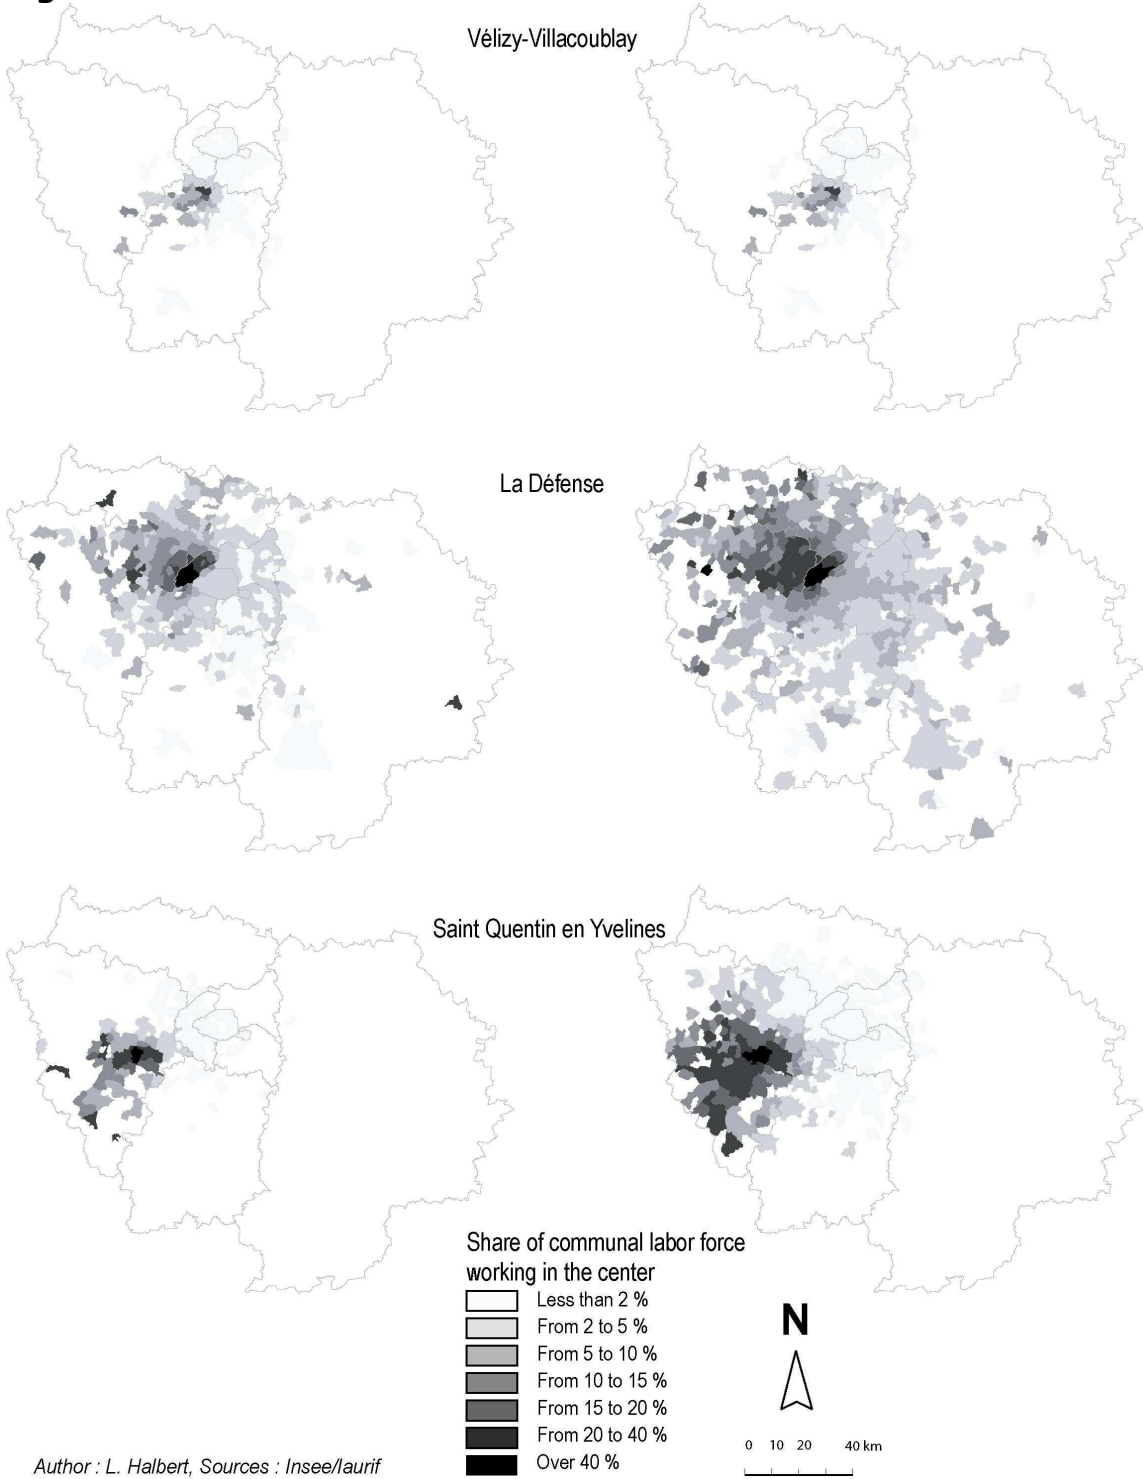 Vélizy-Villacoublay
La Défense
Saint Quentin en Yvelines
Share of communal labor force
working in the center
Less than 2 %
From 2 to 5 %
From 5 to 10 %
From 10 to 15 %
From 15 to 20 %
From 20 to 40 %
Over 40 %
N
0 10 20 40 km
Author : L. Halbert, Sources : Insee/Iaurif